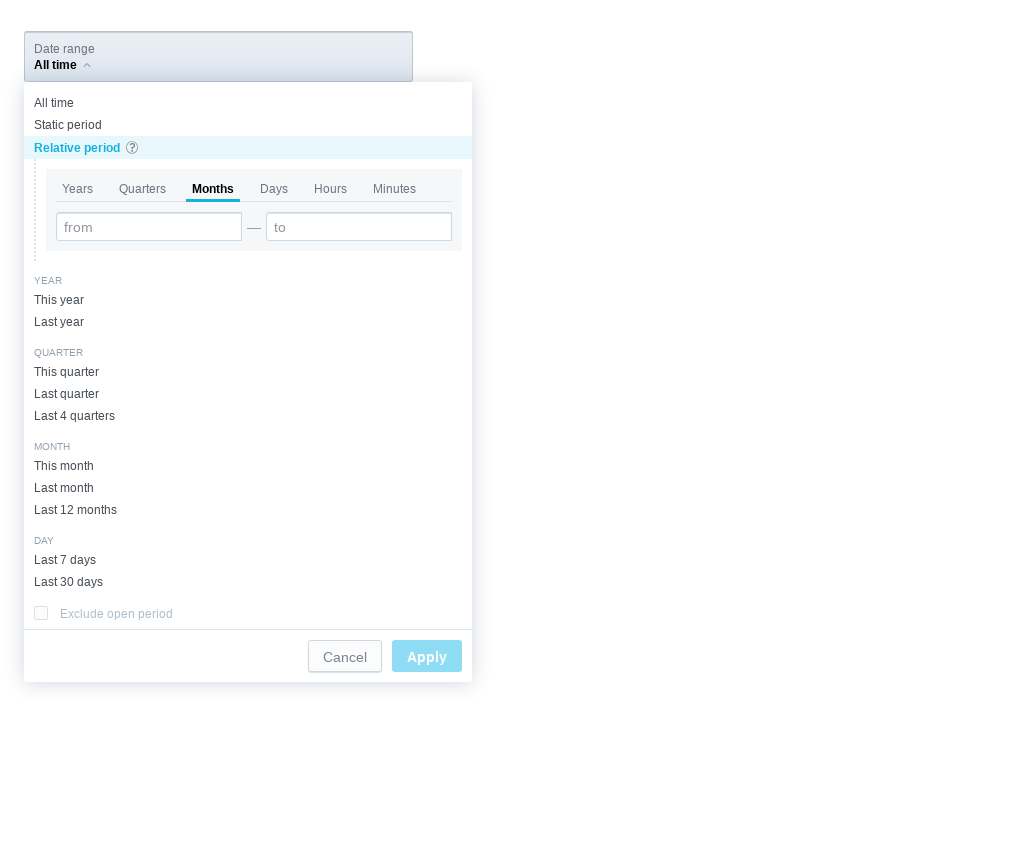 Date range
All time
All time
Static period
Relative period ?
Years Quarters Months Days Hours Minutes
from — to
YEAR
This year
Last year
QUARTER
This quarter
Last quarter
Last 4 quarters
MONTH
This month
Last month
Last 12 months
DAY
Last 7 days
Last 30 days
Exclude open period
Cancel Apply